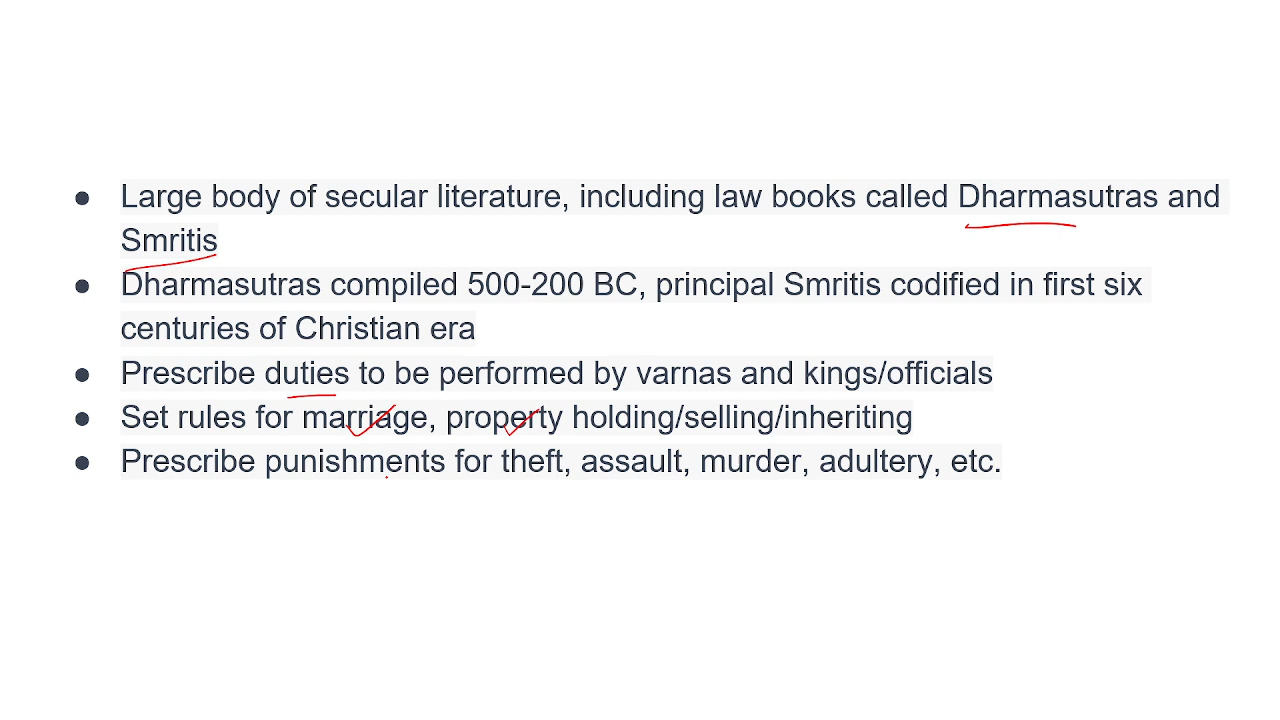 ● Large body of secular literature, including law books called Dharmasutras and
Smritis
● Dharmasutras compiled 500-200 BC, principal Smritis codified in first six
centuries of Christian era
● Prescribe duties to be performed by varnas and kings/officials
● Set rules for marriage, property holding/selling/inheriting
● Prescribe punishments for theft, assault, murder, adultery, etc.